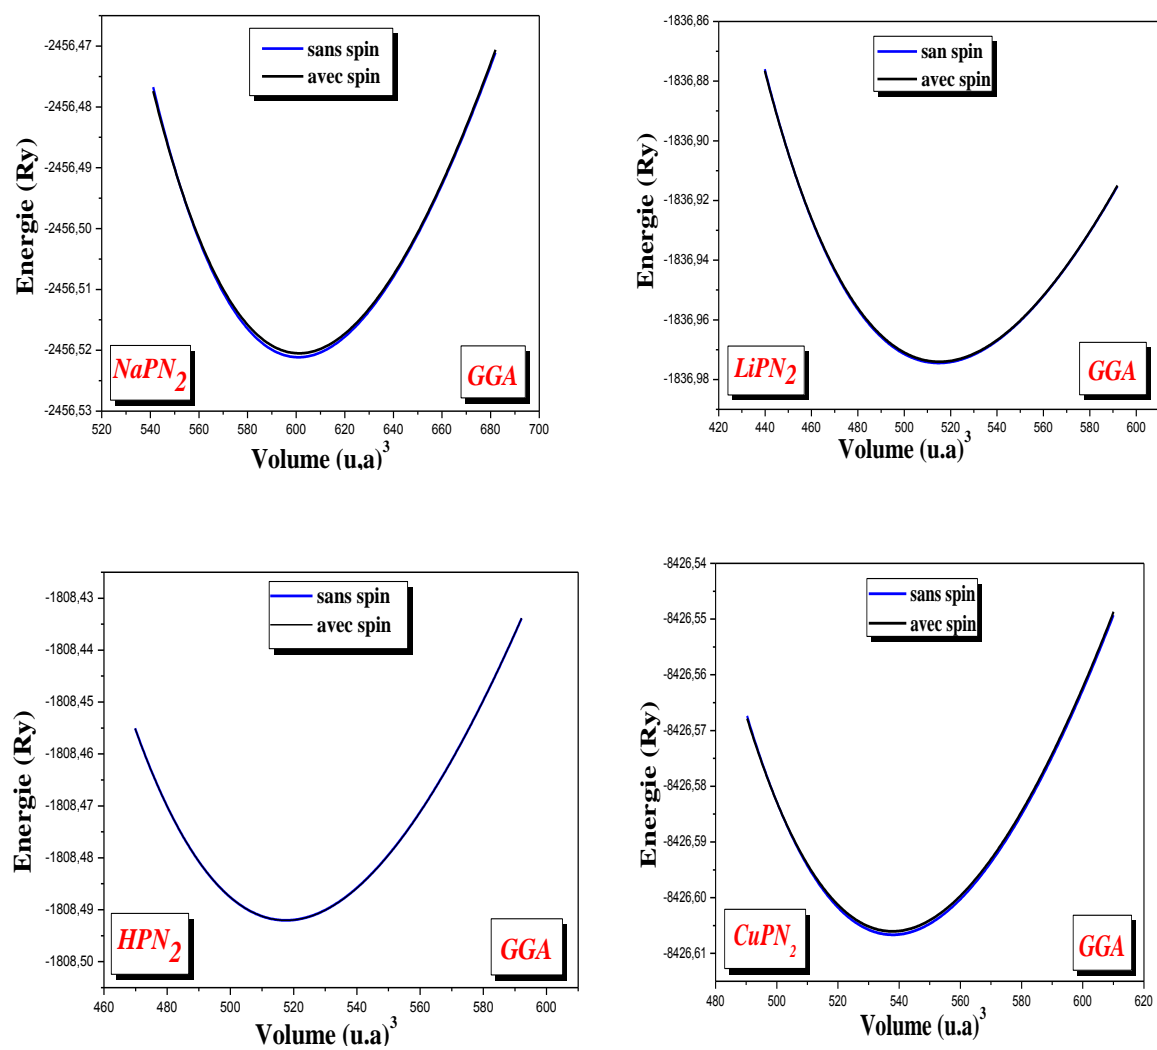 -2456,47
-2456,48
-2456,49
-2456,50
-2456,51
-2456,52
-2456,53
Energie (Ry)
sans spin
avec spin
NaPN2
GGA
520 540 560 580 600 620 640 660 680 700
Volume (u,a)3
-1836,86
-1836,88
-1836,90
-1836,92
-1836,94
-1836,96
-1836,98
Energie (Ry)
san spin
avec spin
LiPN2
GGA
420 440 460 480 500 520 540 560 580 600
Volume (u.a)3
-1808,43
-1808,44
-1808,45
-1808,46
-1808,47
-1808,48
-1808,49
-1808,50
Energie (Ry)
sans spin
avec spin
HPN2
GGA
460 480 500 520 540 560 580 600
Volume (u.a)3
-8426,54
-8426,55
-8426,56
-8426,57
-8426,58
-8426,59
-8426,60
-8426,61
Energie (Ry)
sans spin
avec spin
CuPN2
GGA
480 500 520 540 560 580 600 620
Volume (u.a)3